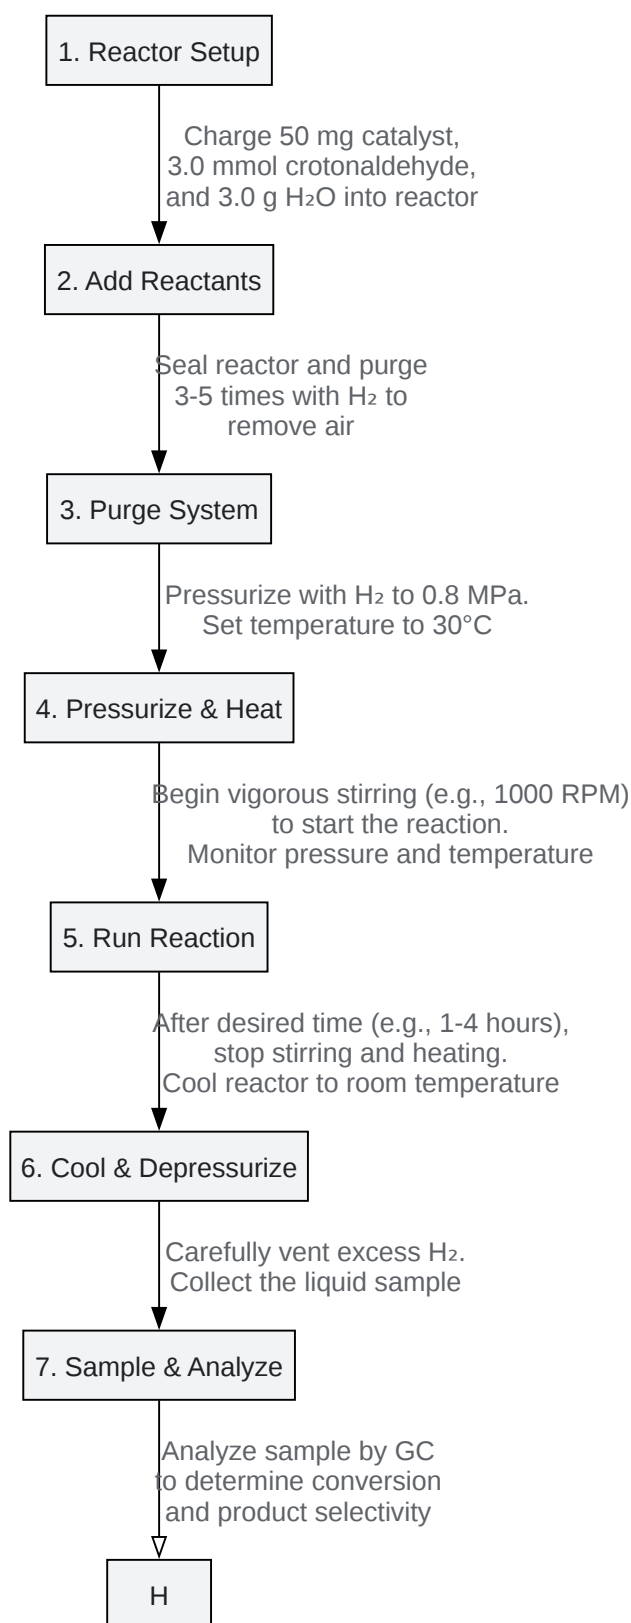 1. Reactor Setup
Charge 50 mg catalyst,
3.0 mmol crotonaldehyde,
and 3.0 g H₂O into reactor
2. Add Reactants
Seal reactor and purge
3-5 times with H₂ to
remove air
3. Purge System
Pressurize with H₂ to 0.8 MPa.
Set temperature to 30°C
4. Pressurize & Heat
Begin vigorous stirring (e.g., 1000 RPM)
to start the reaction.
Monitor pressure and temperature
5. Run Reaction
After desired time (e.g., 1-4 hours),
stop stirring and heating.
Cool reactor to room temperature
6. Cool & Depressurize
Carefully vent excess H₂.
Collect the liquid sample
7. Sample & Analyze
Analyze sample by GC
to determine conversion
and product selectivity
H